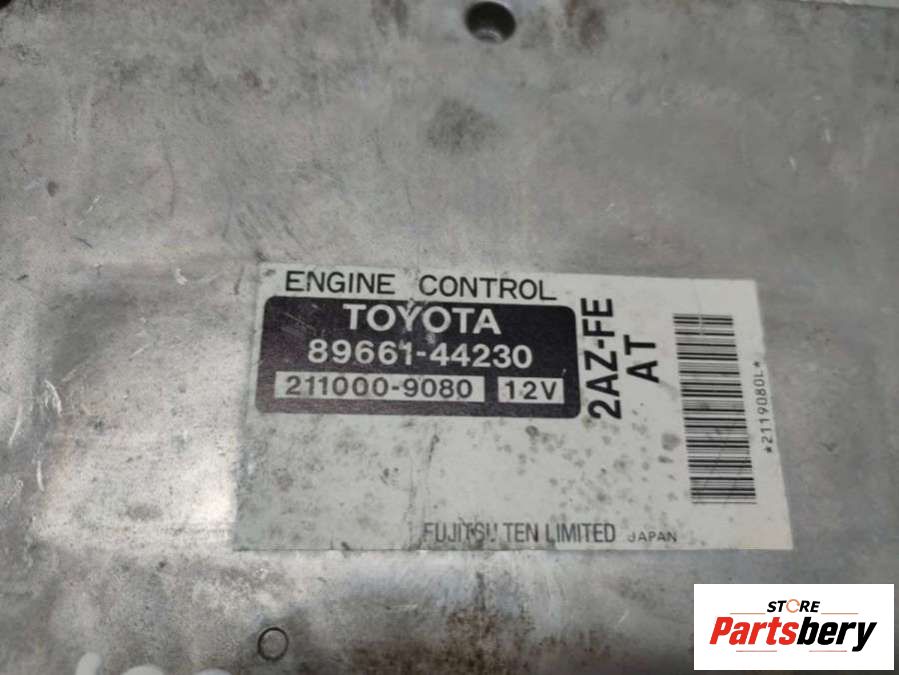 ENGINE CONTROL
TOYOTA
89661-44230
211000-9080 12V
2AZ-FE
AT
*2119080L*
FUJITSU TEN LIMITED JAPAN
STORE
Partsbery